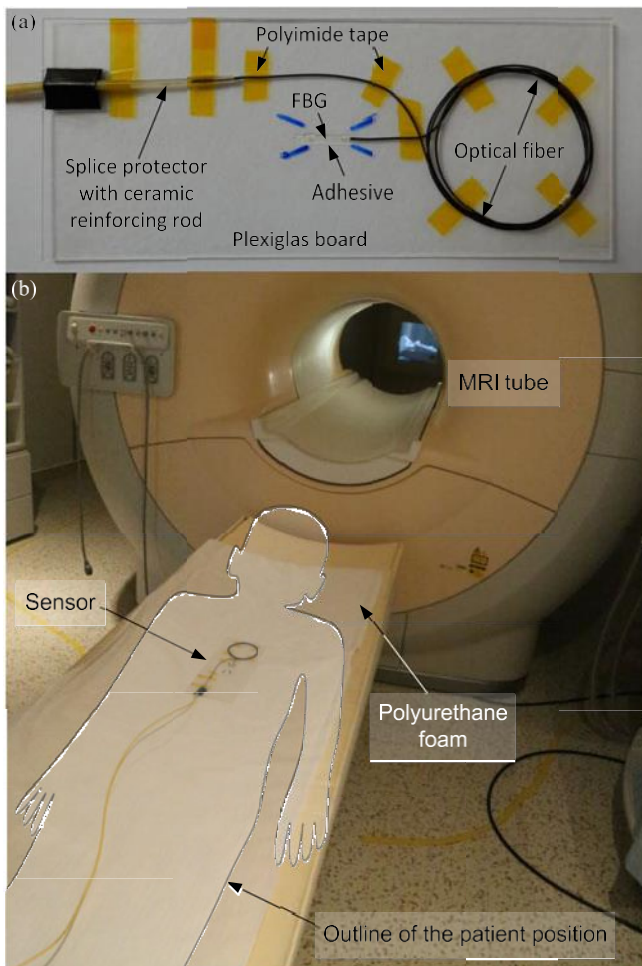 (a)
Polyimide tape
FBG
Splice protector
with ceramic
reinforcing rod
Adhesive
Optical fiber
Plexiglas board
(b)
MRI tube
Sensor
Polyurethane
foam
Outline of the patient position